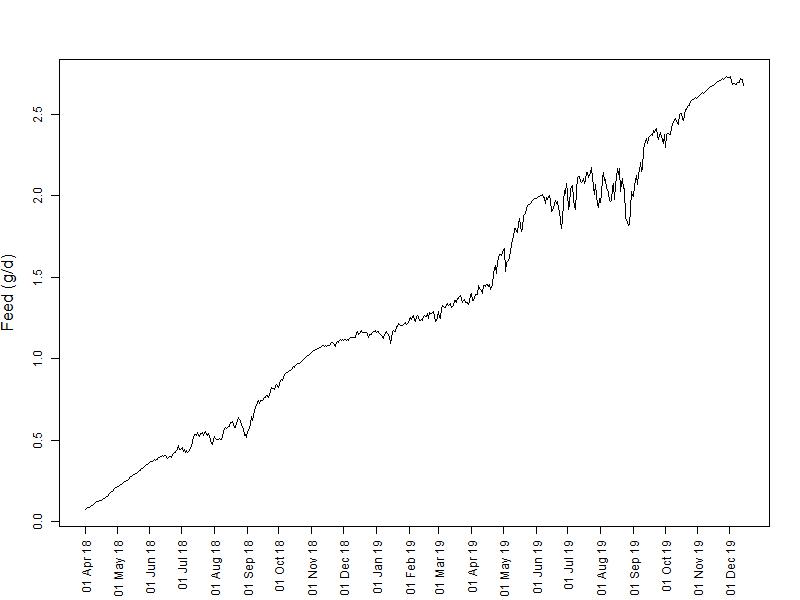 Feed (g/d)
2.5
2.0
1.5
1.0
0.5
0.0
01 Apr 18
01 May 18
01 Jun 18
01 Jul 18
01 Aug 18
01 Sep 18
01 Oct 18
01 Nov 18
01 Dec 18
01 Jan 19
01 Feb 19
01 Mar 19
01 Apr 19
01 May 19
01 Jun 19
01 Jul 19
01 Aug 19
01 Sep 19
01 Oct 19
01 Nov 19
01 Dec 19